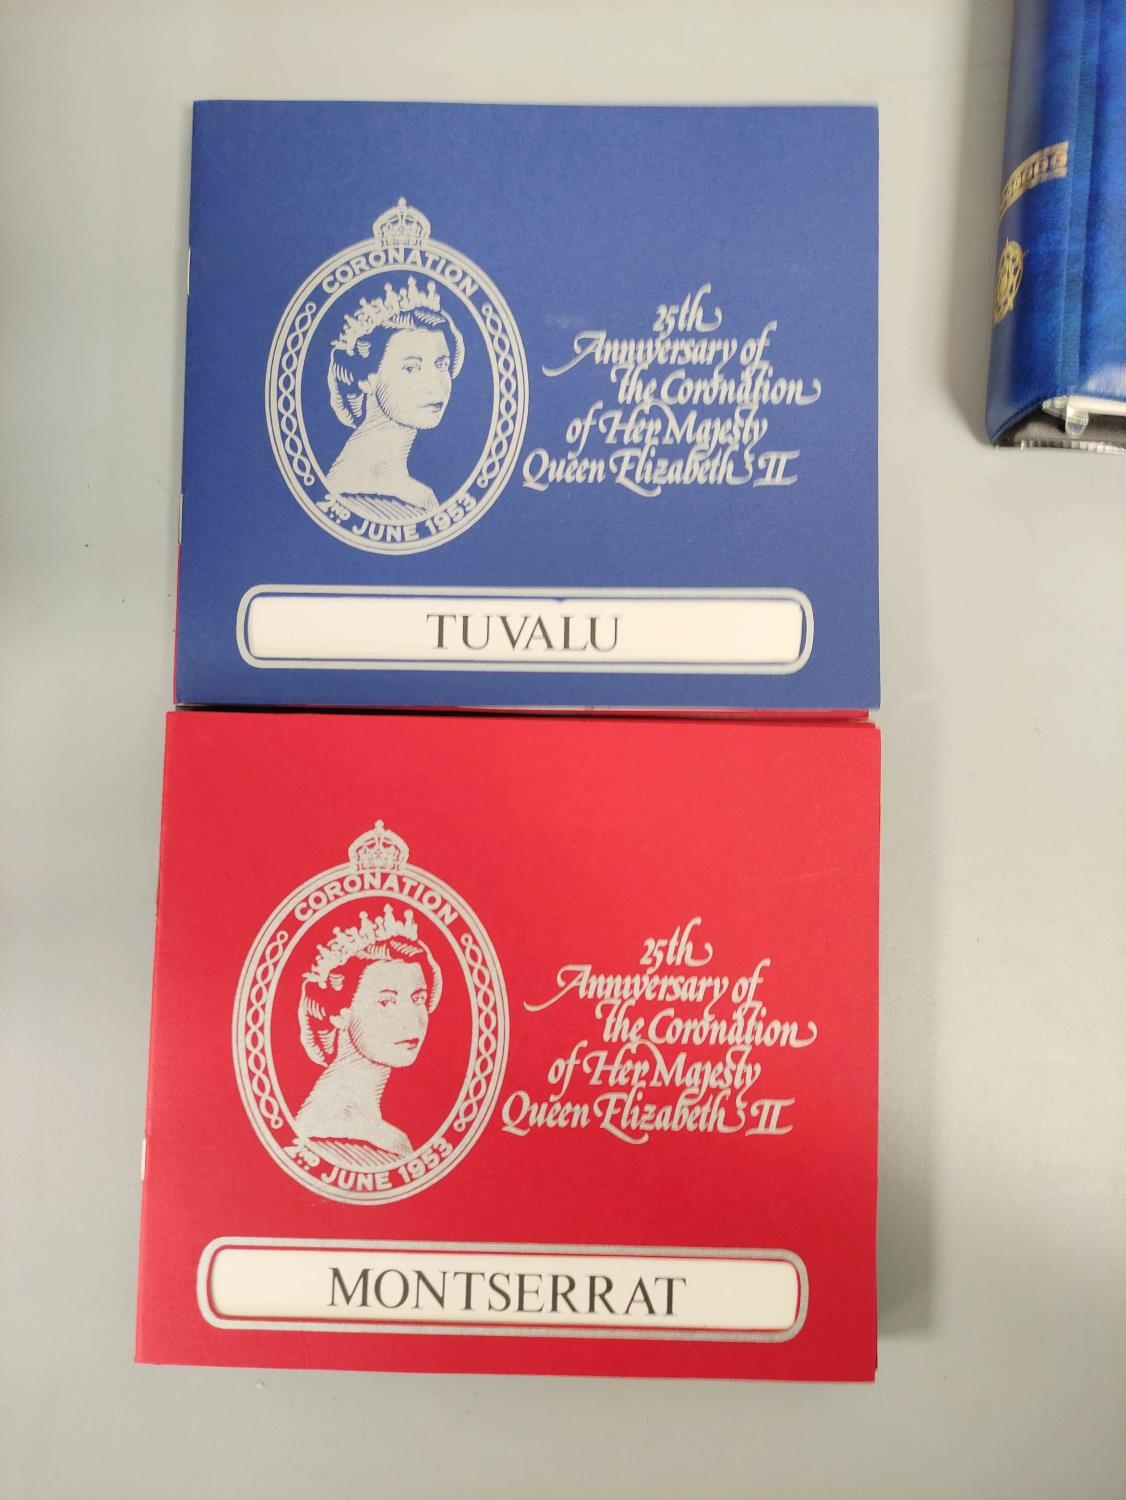 CORONATION
2ND JUNE 1953
25th
Anniversary of
the Coronation
of Her Majesty
Queen Elizabeth II
TUVALU
CORONATION
2ND JUNE 1953
25th
Anniversary of
the Coronation
of Her Majesty
Queen Elizabeth II
MONTSERRAT